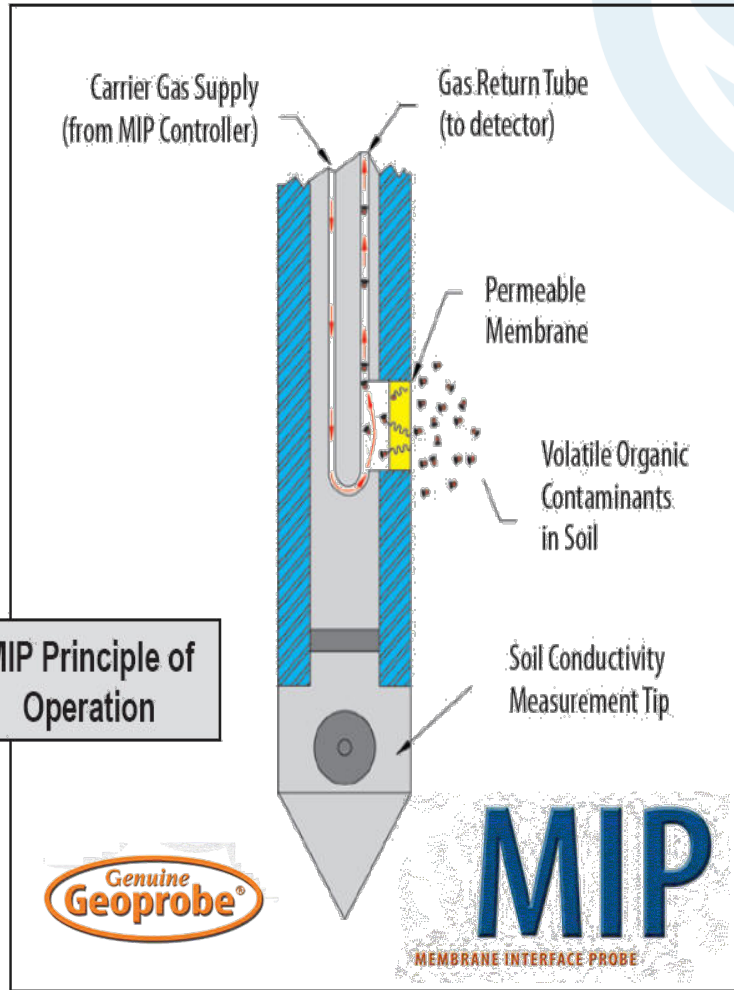 Carrier Gas Supply
(from MIP Controller)
Gas Return Tube
(to detector)
Permeable
Membrane
Volatile Organic
Contaminants
in Soil
MIP Principle of
Operation
Soil Conductivity
Measurement Tip
Genuine
Geoprobe®
MIP
MEMBRANE INTERFACE PROBE